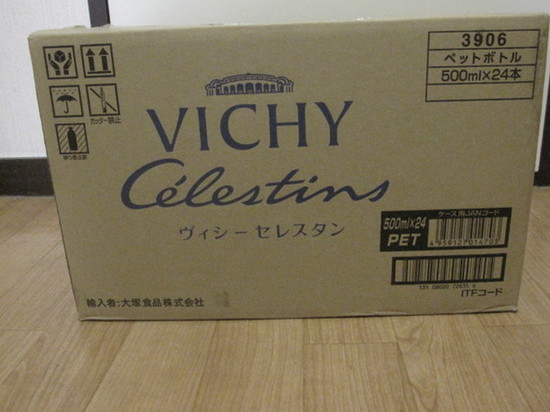 3906
ペットボトル
500ml×24本
カッター禁止
VICHY
Célestins
ヴィシーセレスタン
500ml×24
PET
ケース用JANコード
ITFコード
輸入者:大塚食品株式会社